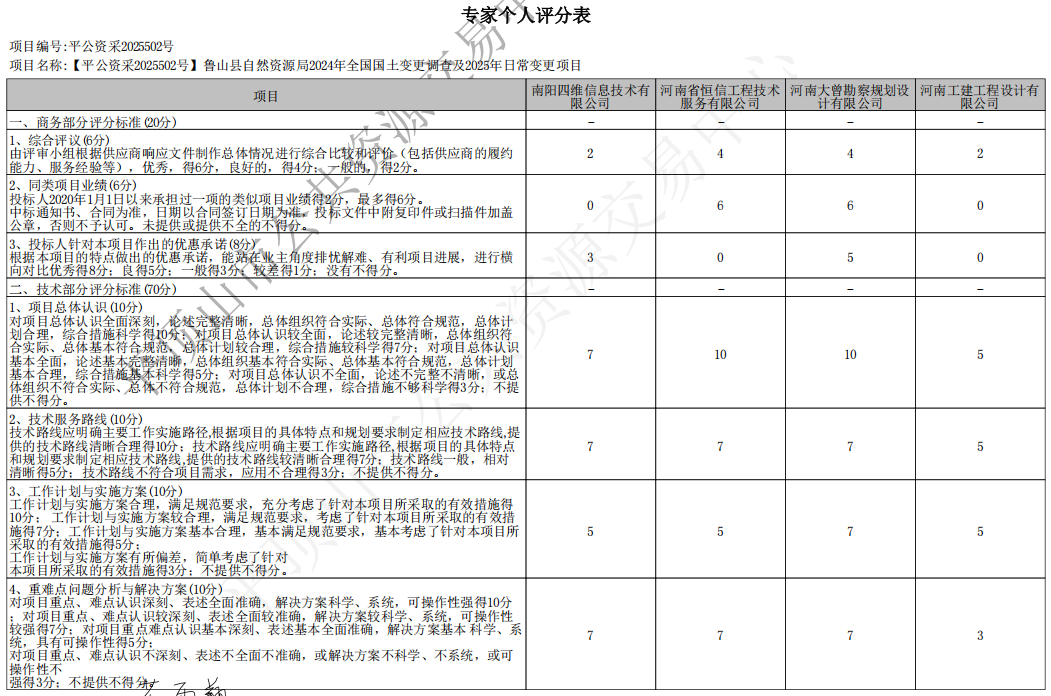 专家个人评分表
项目编号:平公资采2025502号
项目名称:【平公资采2025502号】鲁山县自然资源局2024年全国国土变更调查及2025年日常变更项目
项目 南阳四维信息技术有限公司 河南省恒信工程技术服务有限公司 河南大曾勘察规划设计有限公司 河南工建工程设计有限公司
一、商务部分评分标准(20分) - - - -
1、综合评议(6分)
由评审小组根据供应商响应文件制作总体情况进行综合比较和评价（包括供应商的履约
能力、服务经验等），优秀，得6分，良好的，得4分；一般的，得2分。
2 4 4 2
2、同类项目业绩(6分)
投标人2020年1月1日以来承担过一项的类似项目业绩得2分，最多得6分。
中标通知书、合同为准，日期以合同签订日期为准。投标文件中附复印件或扫描件加盖
公章，否则不予认可。未提供或提供不全的不得分。
0 6 6 0
3、投标人针对本项目作出的优惠承诺(8分)
根据本项目的特点做出的优惠承诺，能站在业主角度排忧解难、有利项目进展，进行横
向对比优秀得8分；良得5分；一般得3分；较差得1分；没有不得分。
3 0 5 0
二、技术部分评分标准(70分) - - - -
1、项目总体认识(10分)
对项目总体认识全面深刻，论述完整清晰，总体组织符合实际、总体符合规范，总体计
划合理，综合措施科学得10分；对项目总体认识较全面，论述较完整清晰，总体组织符
合实际、总体基本符合规范，总体计划较合理，综合措施较科学得7分；对项目总体认识
基本全面，论述基本完整清晰，总体组织基本符合实际、总体基本符合规范，总体计划
基本合理，综合措施基本科学得5分；对项目总体认识不全面，论述不完整不清晰，或总
体组织不符合实际、总体不符合规范，总体计划不合理，综合措施不够科学得3分；不提
供不得分。
7 10 10 5
2、技术服务路线(10分)
技术路线应明确主要工作实施路径,根据项目的具体特点和规划要求制定相应技术路线,提
供的技术路线清晰合理得10分；技术路线应明确主要工作实施路径,根据项目的具体特点
和规划要求制定相应技术路线,提供的技术路线较清晰合理得7分；技术路线一般，相对
清晰得5分；技术路线不符合项目需求，应用不合理得3分；不提供不得分。
7 7 7 5
3、工作计划与实施方案(10分)
工作计划与实施方案合理，满足规范要求，充分考虑了针对本项目所采取的有效措施得
10分； 工作计划与实施方案较合理，满足规范要求，考虑了针对本项目所采取的有效措
施得7分；工作计划与实施方案基本合理，基本满足规范要求，基本考虑了针对本项目所
采取的有效措施得5分；
工作计划与实施方案有所偏差，简单考虑了针对
本项目所采取的有效措施得3分；不提供不得分。
5 5 7 5
4、重难点问题分析与解决方案(10分)
对项目重点、难点认识深刻、表述全面准确，解决方案科学、系统，可操作性强得10分
；对项目重点、难点认识较深刻、表述全面较准确，解决方案较科学、系统，可操作性
较强得7分；对项目重点难点认识基本深刻、表述基本全面准确，解决方案基本 科学、系
统，具有可操作性得5分；
对项目重点、难点认识不深刻、表述不全面不准确，或解决方案不科学、不系统，或可
操作性不
强得3分；不提供不得分。
7 7 7 3